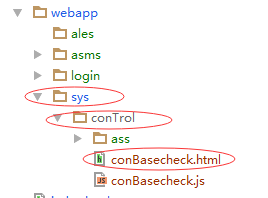 webapp
ales
asms
login
sys
conTrol
ass
conBasecheck.html
conBasecheck.js